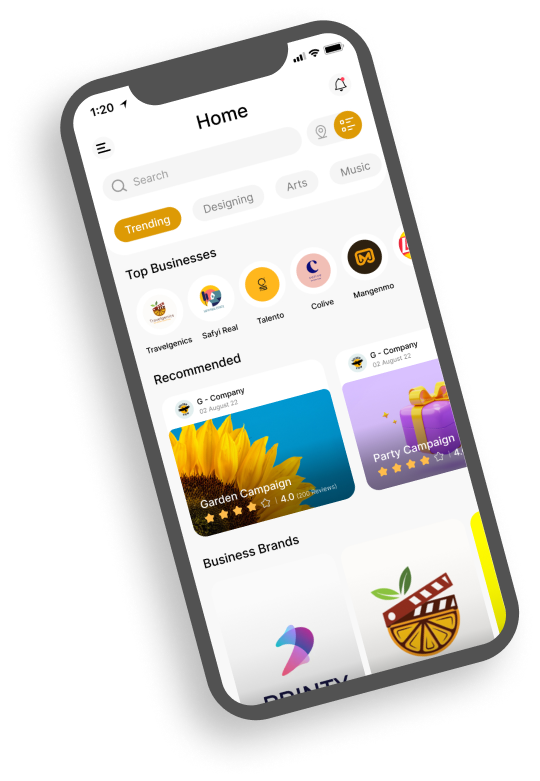 1:20
Home
Search
Trending
Designing
Arts
Music
Top Businesses
Travelgenics
Safyi Real
Talento
Colive
Mangenmo
Recommended
G - Company
02 August 22
Garden Campaign
4.0 (200 Reviews)
G - Company
02 August 22
Party Campaign
Business Brands
PRINTY